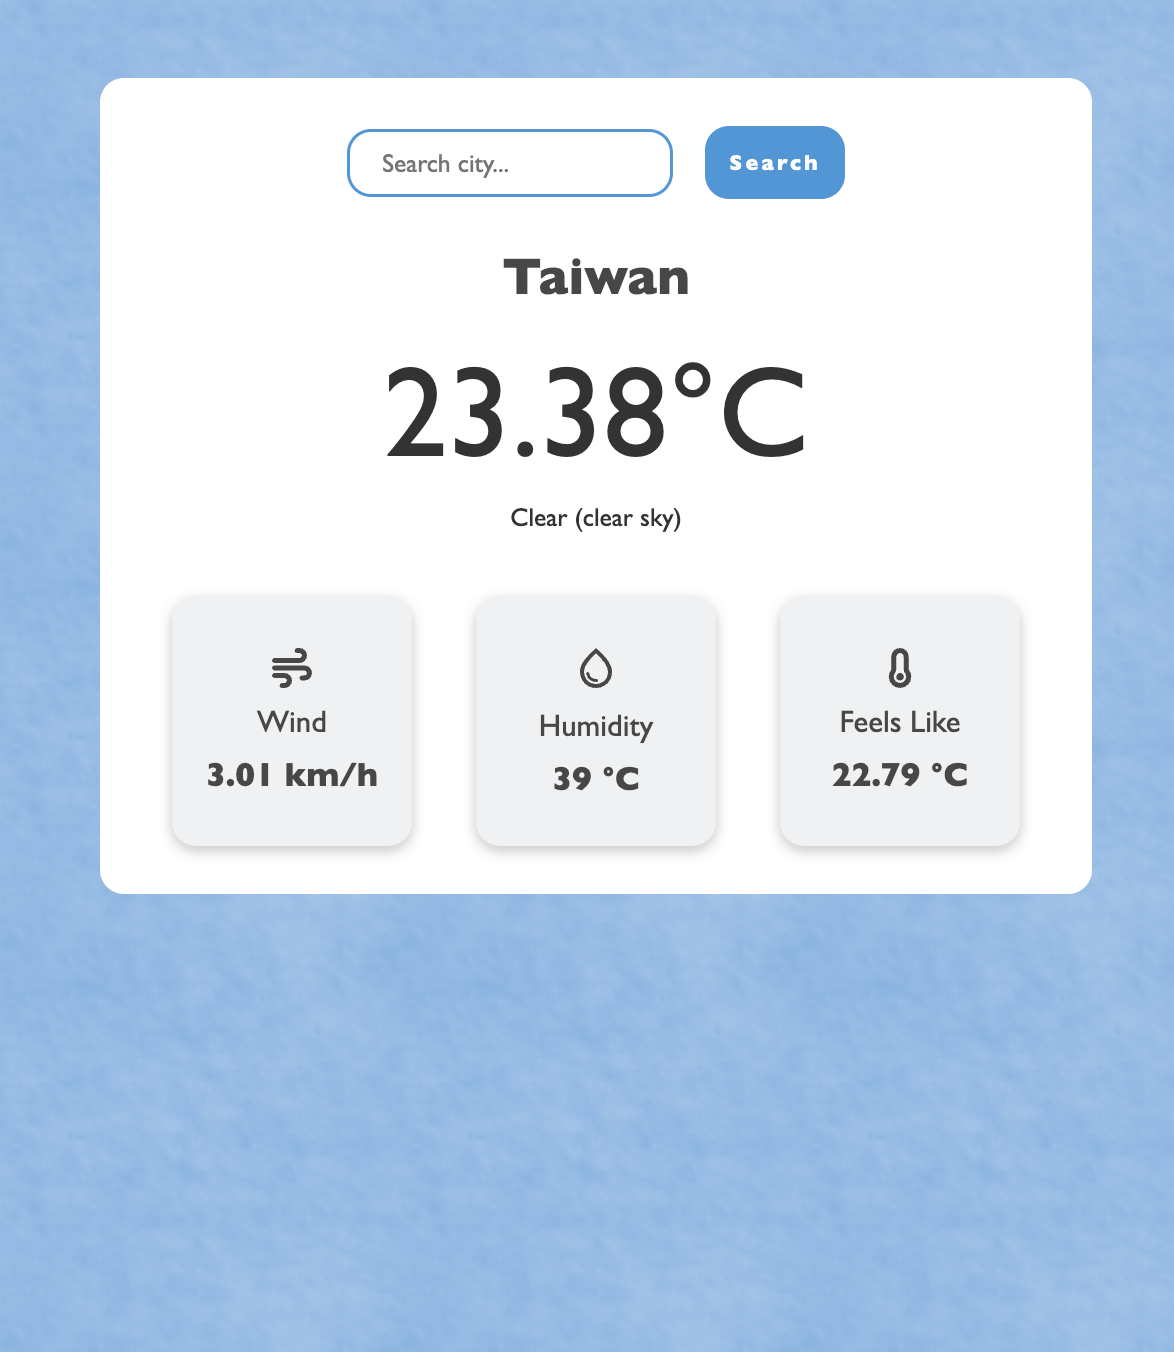 Search city...
Search
Taiwan
23.38°C
Clear (clear sky)
Wind
3.01 km/h
Humidity
39 °C
Feels Like
22.79 °C